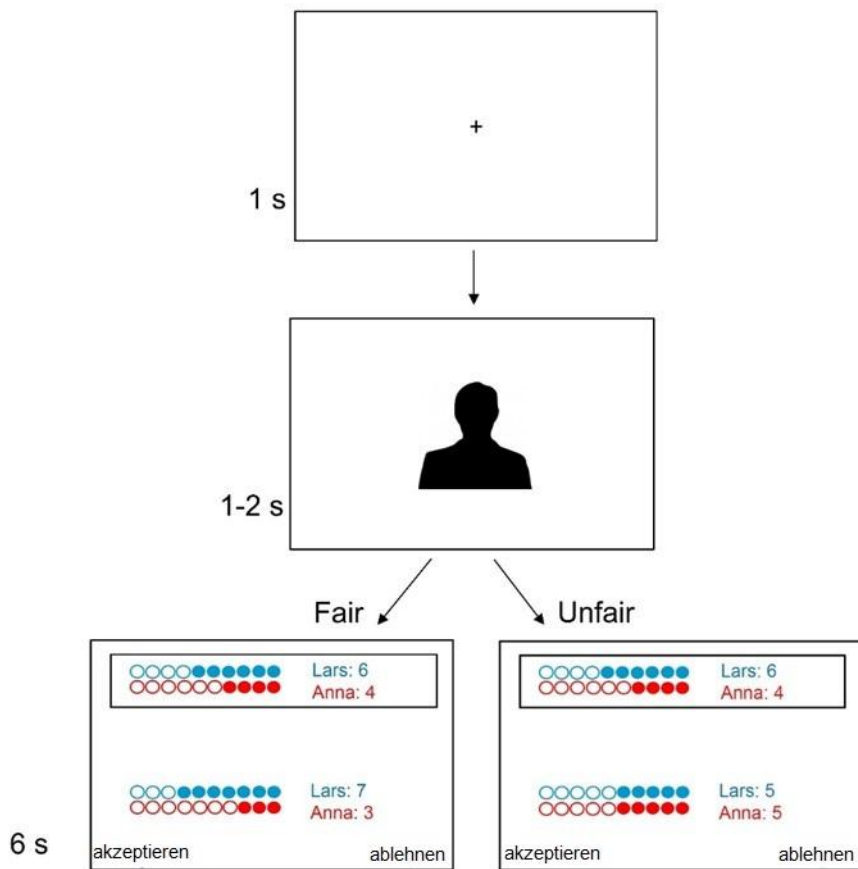 +
1 s
1-2 s
Fair
Unfair
Lars: 6
Anna: 4
Lars: 7
Anna: 3
akzeptieren
ablehnen
Lars: 6
Anna: 4
Lars: 5
Anna: 5
akzeptieren
ablehnen
6 s